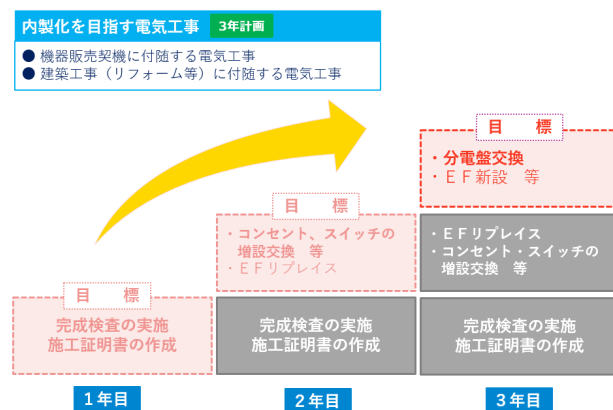 内製化を目指す電気工事 3年計画
● 機器販売契機に付随する電気工事
● 建築工事（リフォーム等）に付随する電気工事
目　標
・分電盤交換
・ＥＦ新設　等
目　標
・コンセント、スイッチの
増設交換　等
・ＥＦリプレイス
・ＥＦリプレイス
・コンセント・スイッチの
増設交換　等
目　標
完成検査の実施
施工証明書の作成
完成検査の実施
施工証明書の作成
完成検査の実施
施工証明書の作成
1年目
2年目
3年目